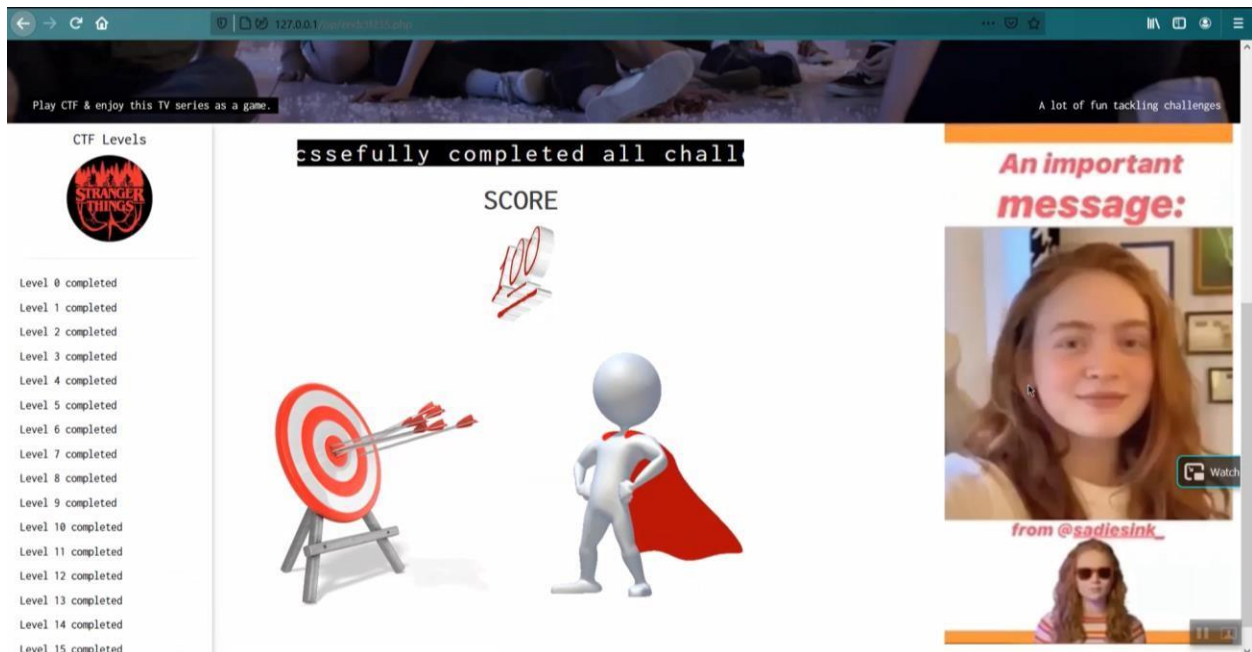 127.0.0.1/
Play CTF & enjoy this TV series as a game.
A lot of fun tackling challenges
CTF Levels
STRANGER
THINGS
Level 0 completed
Level 1 completed
Level 2 completed
Level 3 completed
Level 4 completed
Level 5 completed
Level 6 completed
Level 7 completed
Level 8 completed
Level 9 completed
Level 10 completed
Level 11 completed
Level 12 completed
Level 13 completed
Level 14 completed
Level 15 completed
cssefully completed all chall
SCORE
100
An important
message:
Watch
from @sadiesink_